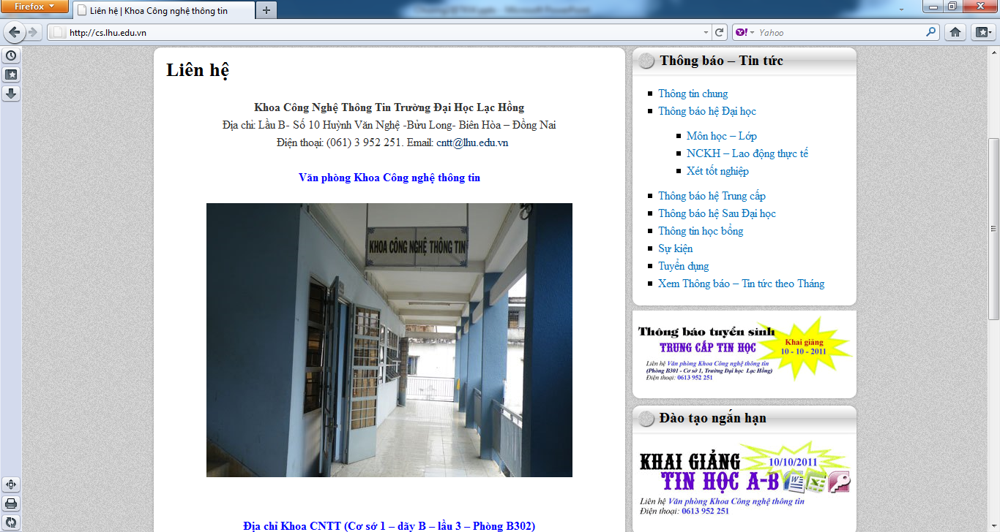 Firefox
Liên hệ | Khoa Công nghệ thông tin
http://cs.lhu.edu.vn
Yahoo
Liên hệ
Khoa Công Nghệ Thông Tin Trường Đại Học Lạc Hồng
Địa chỉ: Lầu B- Số 10 Huỳnh Văn Nghệ -Bửu Long- Biên Hòa – Đồng Nai
Điện thoại: (061) 3 952 251. Email: cntt@lhu.edu.vn
Văn phòng Khoa Công nghệ thông tin
KHOA CÔNG NGHỆ THÔNG TIN
Địa chỉ Khoa CNTT (Cơ sở 1 – dãy B – lầu 3 – Phòng B302)
Thông báo – Tin tức
Thông tin chung
Thông báo hệ Đại học
Môn học – Lớp
NCKH – Lao động thực tế
Xét tốt nghiệp
Thông báo hệ Trung cấp
Thông báo hệ Sau Đại học
Thông tin học bổng
Sự kiện
Tuyển dụng
Xem Thông báo – Tin tức theo Tháng
Thông báo tuyển sinh
TRUNG CẤP TIN HỌC
Khai giảng
10 - 10 - 2011
Liên hệ Văn phòng Khoa Công nghệ thông tin
(Phòng B301 - Cơ sở 1, Trường Đại học Lạc Hồng)
Điện thoại: 0613 952 251
Đào tạo ngắn hạn
KHAI GIẢNG
10/10/2011
TIN HỌC A-B
Liên hệ Văn phòng Khoa Công nghệ thông tin
Điện thoại: 0613 952 251